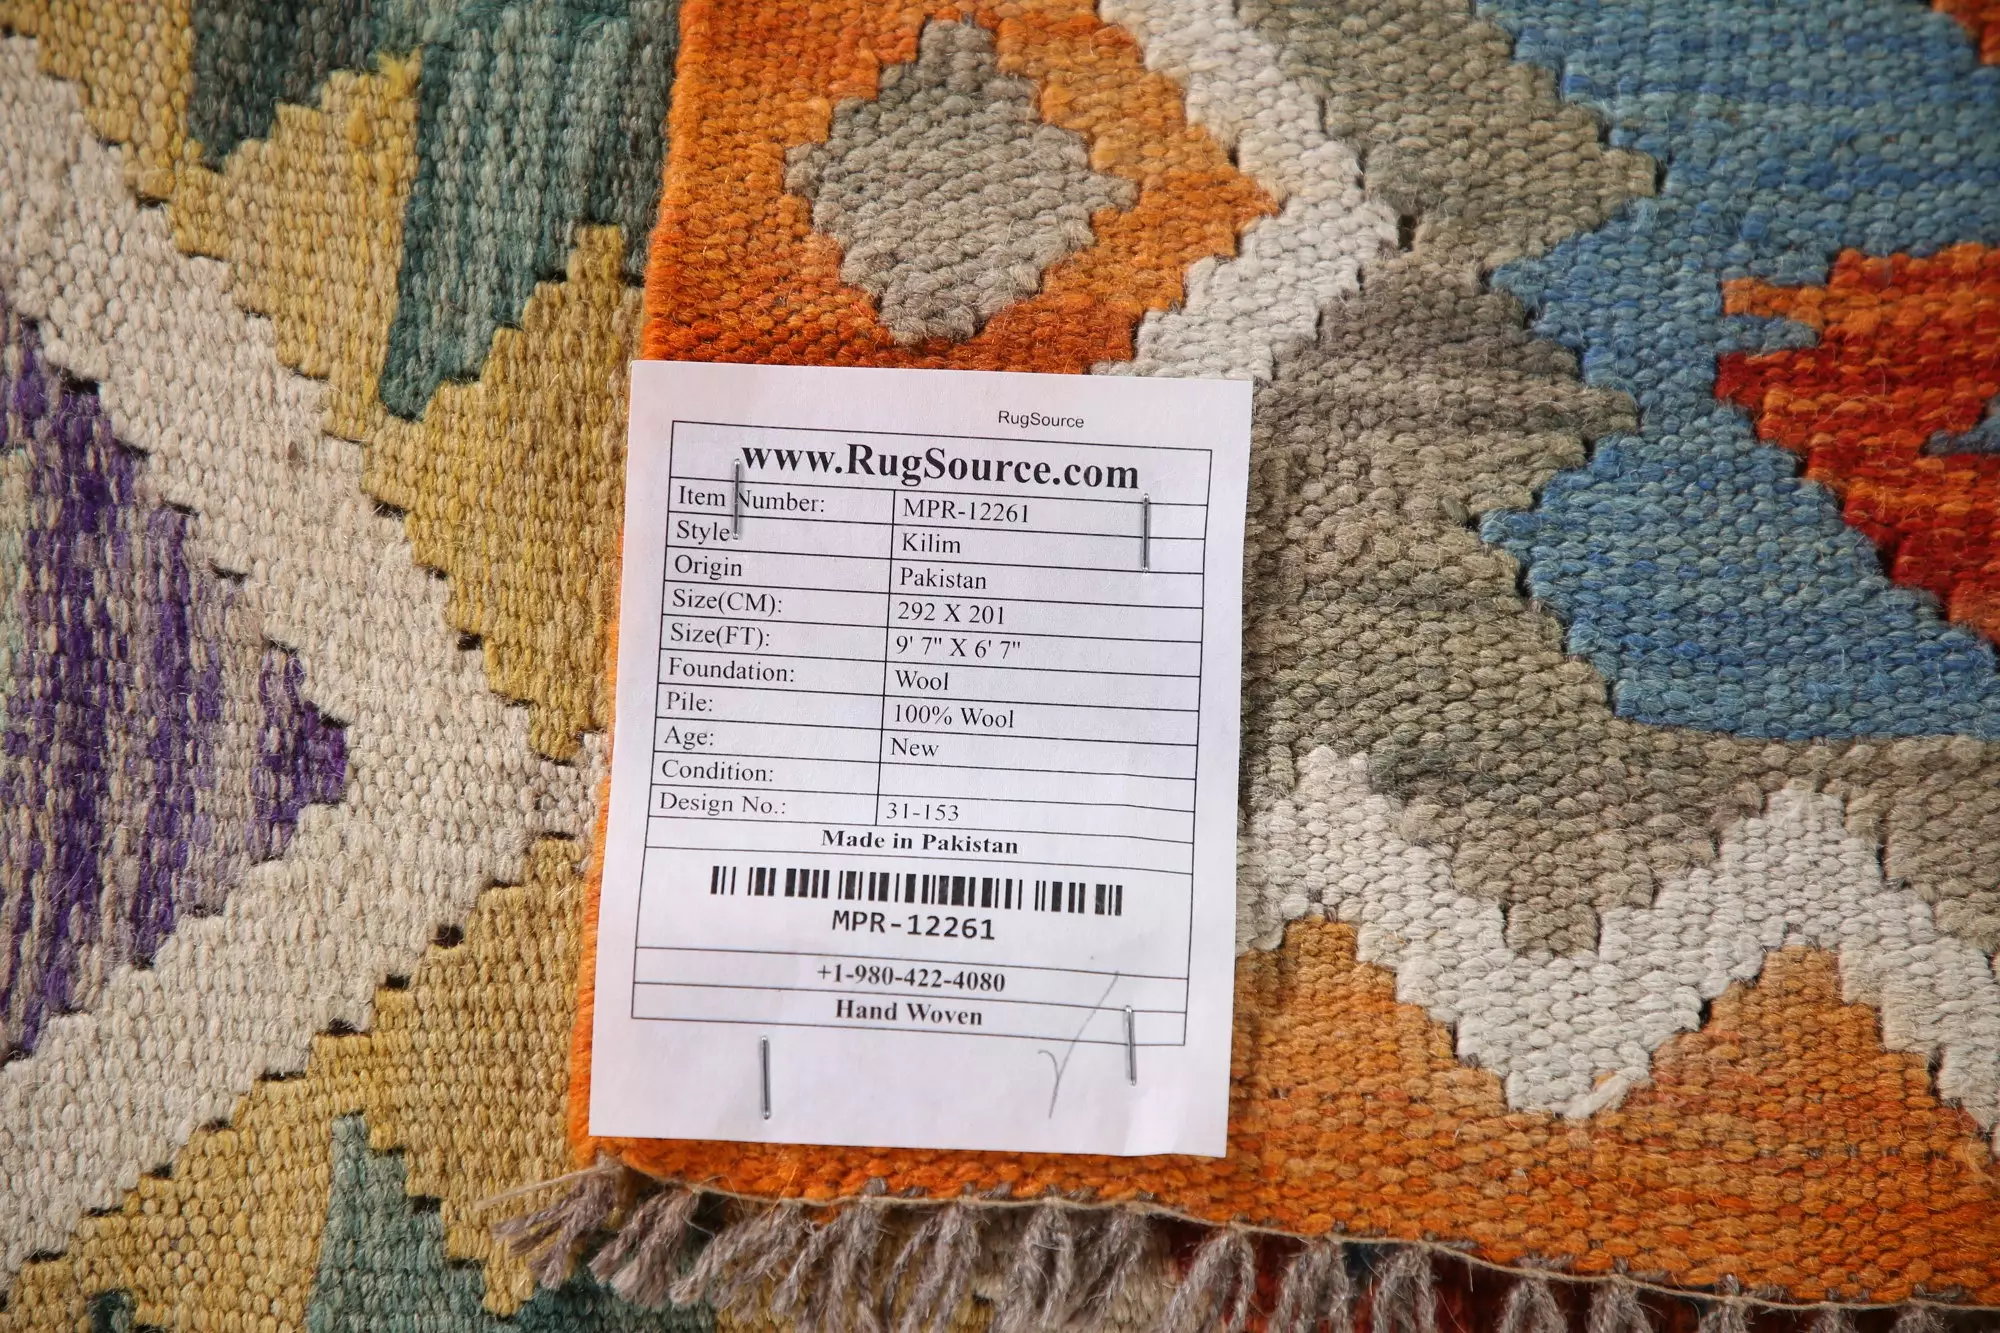 RugSource
www.RugSource.com
Item Number: MPR-12261
Style: Kilim
Origin Pakistan
Size(CM): 292 X 201
Size(FT): 9' 7" X 6' 7"
Foundation: Wool
Pile: 100% Wool
Age: New
Condition:
Design No.: 31-153
Made in Pakistan
MPR-12261
+1-980-422-4080
Hand Woven